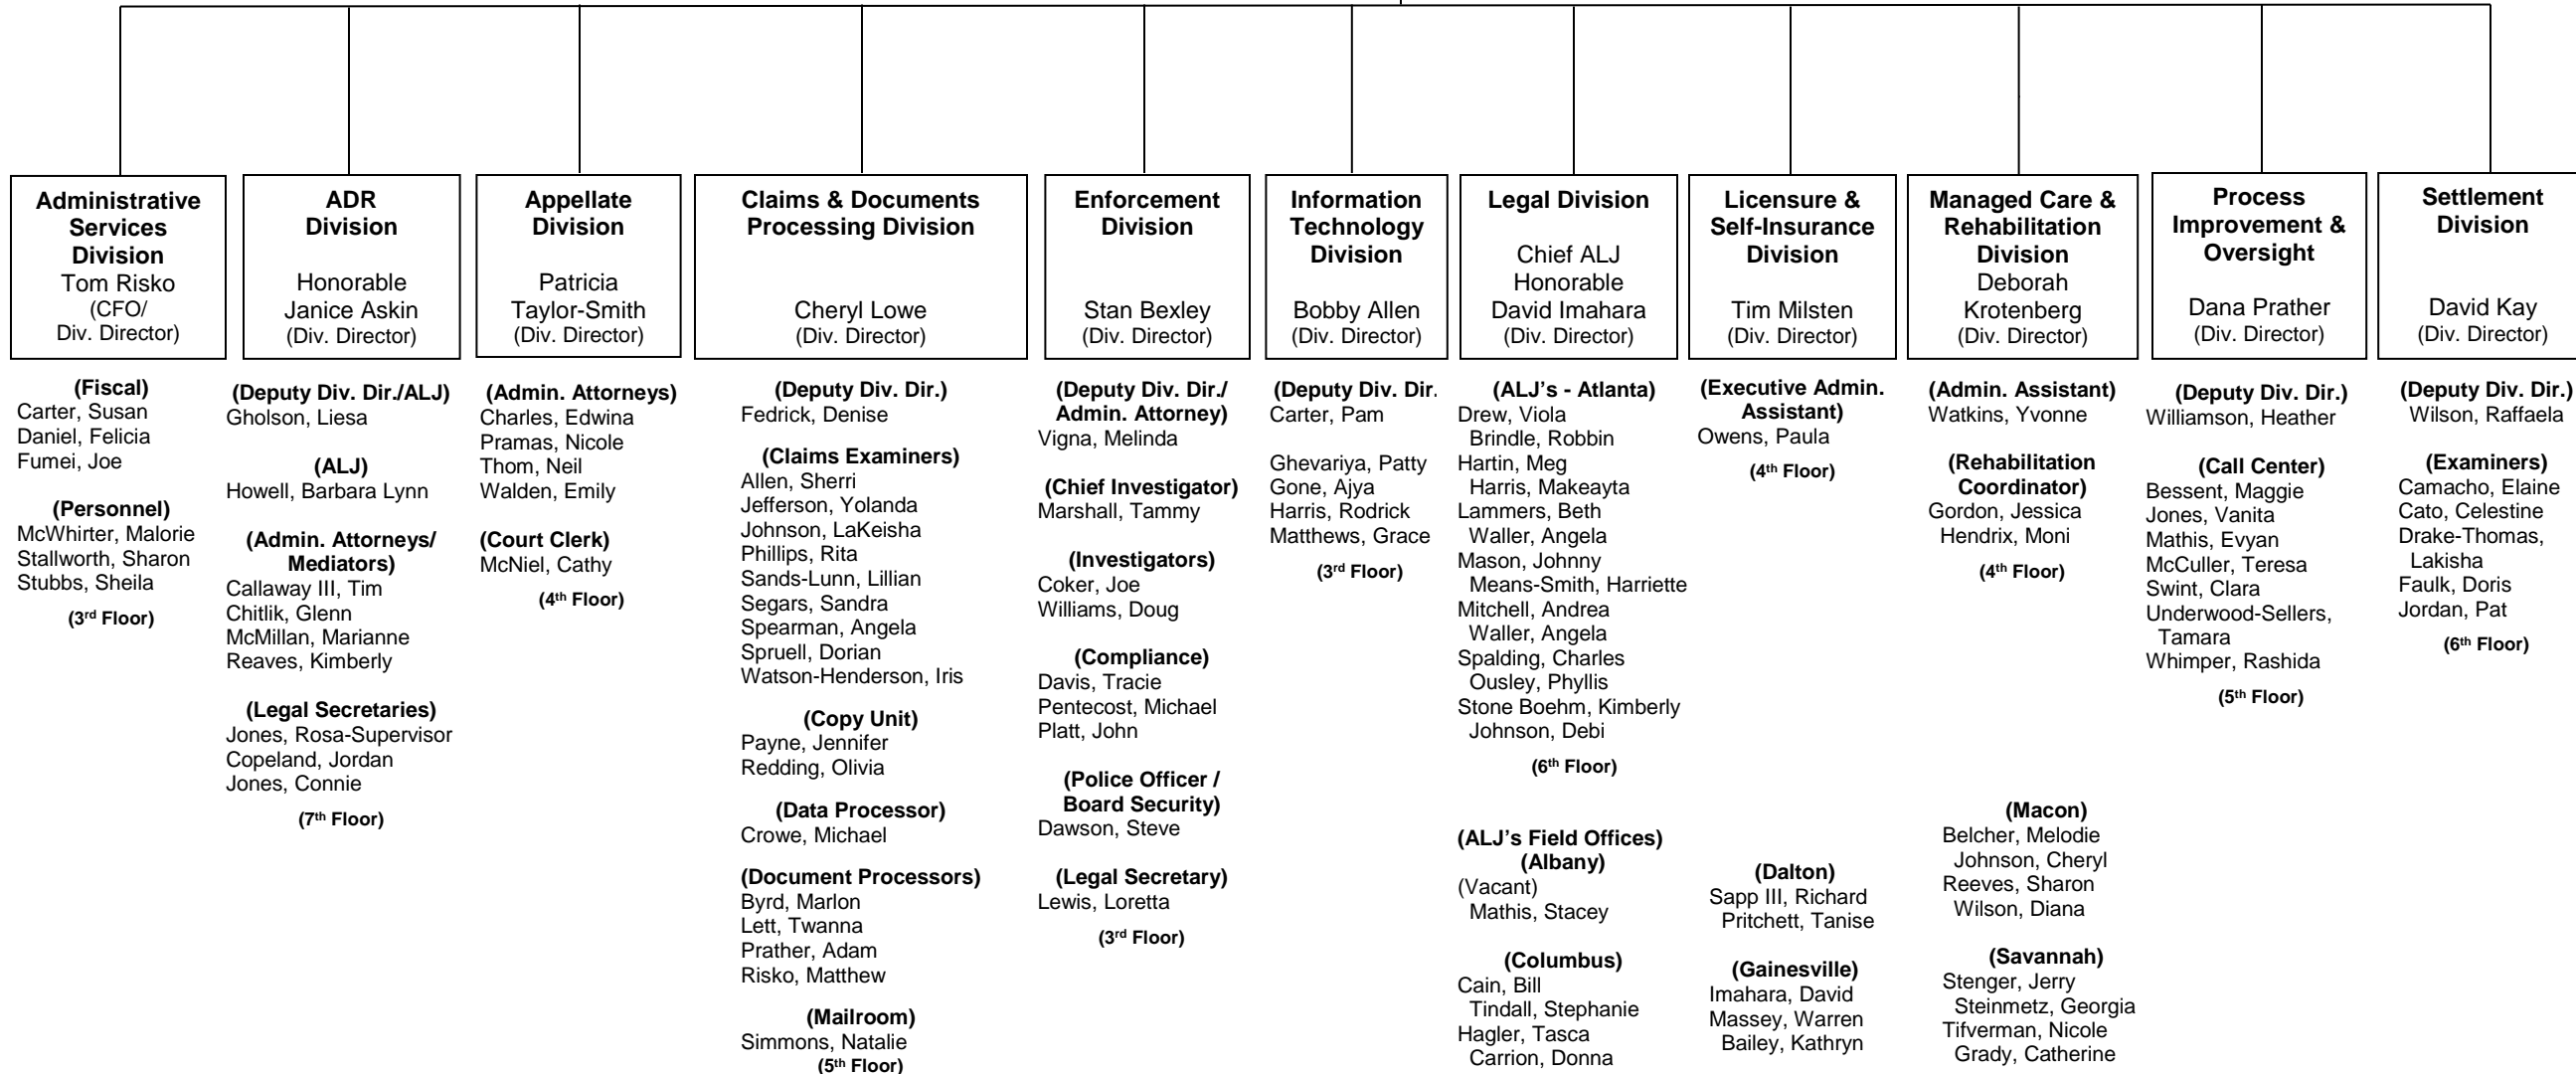 Administrative
Services
Division
Tom Risko
(CFO/
Div. Director)
(Fiscal)
Carter, Susan
Daniel, Felicia
Fumei, Joe
(Personnel)
McWhirter, Malorie
Stallworth, Sharon
Stubbs, Sheila
(3rd Floor)
ADR
Division
Honorable
Janice Askin
(Div. Director)
(Deputy Div. Dir./ALJ)
Gholson, Liesa
(ALJ)
Howell, Barbara Lynn
(Admin. Attorneys/
Mediators)
Callaway III, Tim
Chitlik, Glenn
McMillan, Marianne
Reaves, Kimberly
(Legal Secretaries)
Jones, Rosa-Supervisor
Copeland, Jordan
Jones, Connie
(7th Floor)
Appellate
Division
Patricia
Taylor-Smith
(Div. Director)
(Admin. Attorneys)
Charles, Edwina
Pramas, Nicole
Thom, Neil
Walden, Emily
(Court Clerk)
McNiel, Cathy
(4th Floor)
Claims & Documents
Processing Division
Cheryl Lowe
(Div. Director)
(Deputy Div. Dir.)
Fedrick, Denise
(Claims Examiners)
Allen, Sherri
Jefferson, Yolanda
Johnson, LaKeisha
Phillips, Rita
Sands-Lunn, Lillian
Segars, Sandra
Spearman, Angela
Spruell, Dorian
Watson-Henderson, Iris
(Copy Unit)
Payne, Jennifer
Redding, Olivia
(Data Processor)
Crowe, Michael
(Document Processors)
Byrd, Marlon
Lett, Twanna
Prather, Adam
Risko, Matthew
(Mailroom)
Simmons, Natalie
(5th Floor)
Enforcement
Division
Stan Bexley
(Div. Director)
(Deputy Div. Dir./
Admin. Attorney)
Vigna, Melinda
(Chief Investigator)
Marshall, Tammy
(Investigators)
Coker, Joe
Williams, Doug
(Compliance)
Davis, Tracie
Pentecost, Michael
Platt, John
(Police Officer /
Board Security)
Dawson, Steve
(Legal Secretary)
Lewis, Loretta
(3rd Floor)
Information
Technology
Division
Bobby Allen
(Div. Director)
(Deputy Div. Dir.
Carter, Pam
Ghevariya, Patty
Gone, Ajya
Harris, Rodrick
Matthews, Grace
(3rd Floor)
Legal Division
Chief ALJ
Honorable
David Imahara
(Div. Director)
(ALJ's - Atlanta)
Drew, Viola
Brindle, Robbin
Hartin, Meg
Harris, Makeayta
Lammers, Beth
Waller, Angela
Mason, Johnny
Means-Smith, Harriette
Mitchell, Andrea
Waller, Angela
Spalding, Charles
Ousley, Phyllis
Stone Boehm, Kimberly
Johnson, Debi
(6th Floor)
(ALJ's Field Offices)
(Albany)
(Vacant)
Mathis, Stacey
(Columbus)
Cain, Bill
Tindall, Stephanie
Hagler, Tasca
Carrion, Donna
Licensure &
Self-Insurance
Division
Tim Milsten
(Div. Director)
(Executive Admin.
Assistant)
Owens, Paula
(4th Floor)
(Dalton)
Sapp III, Richard
Pritchett, Tanise
(Gainesville)
Imahara, David
Massey, Warren
Bailey, Kathryn
Managed Care &
Rehabilitation
Division
Deborah
Krotenberg
(Div. Director)
(Admin. Assistant)
Watkins, Yvonne
(Rehabilitation
Coordinator)
Gordon, Jessica
Hendrix, Moni
(4th Floor)
(Macon)
Belcher, Melodie
Johnson, Cheryl
Reeves, Sharon
Wilson, Diana
(Savannah)
Stenger, Jerry
Steinmetz, Georgia
Tifverman, Nicole
Grady, Catherine
Process
Improvement &
Oversight
Dana Prather
(Div. Director)
(Deputy Div. Dir.)
Williamson, Heather
(Call Center)
Bessent, Maggie
Jones, Vanita
Mathis, Evyan
McCuller, Teresa
Swint, Clara
Underwood-Sellers,
Tamara
Whimper, Rashida
(5th Floor)
Settlement
Division
David Kay
(Div. Director)
(Deputy Div. Dir.)
Wilson, Raffaela
(Examiners)
Camacho, Elaine
Cato, Celestine
Drake-Thomas,
Lakisha
Faulk, Doris
Jordan, Pat
(6th Floor)